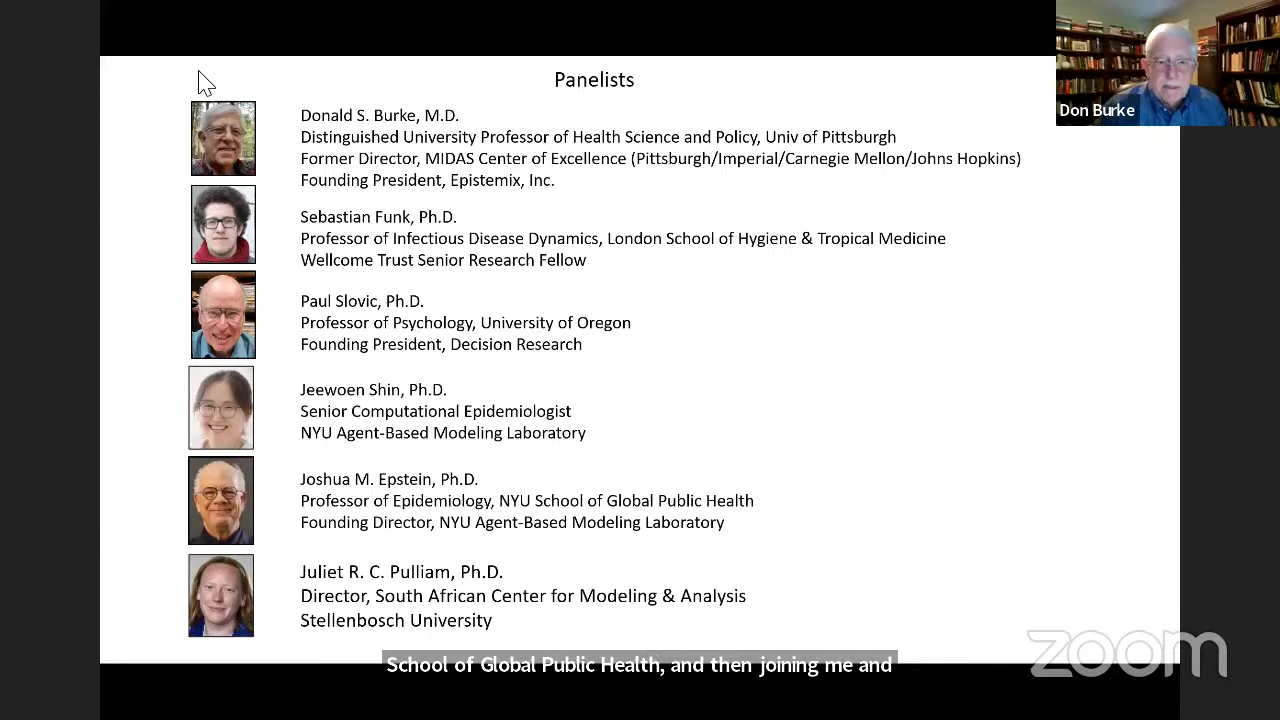 Panelists
Don Burke
Donald S. Burke, M.D.
Distinguished University Professor of Health Science and Policy, Univ of Pittsburgh
Former Director, MIDAS Center of Excellence (Pittsburgh/Imperial/Carnegie Mellon/Johns Hopkins)
Founding President, Epistemix, Inc.
Sebastian Funk, Ph.D.
Professor of Infectious Disease Dynamics, London School of Hygiene & Tropical Medicine
Wellcome Trust Senior Research Fellow
Paul Slovic, Ph.D.
Professor of Psychology, University of Oregon
Founding President, Decision Research
Jeewoen Shin, Ph.D.
Senior Computational Epidemiologist
NYU Agent-Based Modeling Laboratory
Joshua M. Epstein, Ph.D.
Professor of Epidemiology, NYU School of Global Public Health
Founding Director, NYU Agent-Based Modeling Laboratory
Juliet R. C. Pulliam, Ph.D.
Director, South African Center for Modeling & Analysis
Stellenbosch University
School of Global Public Health, and then joining me and
zoom